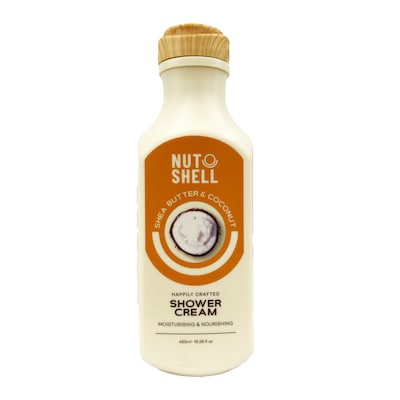 NUT
SHELL
SHEA BUTTER & COCONUT
HAPPILY CRAFTED
SHOWER
CREAM
MOISTURISING & NOURISHING